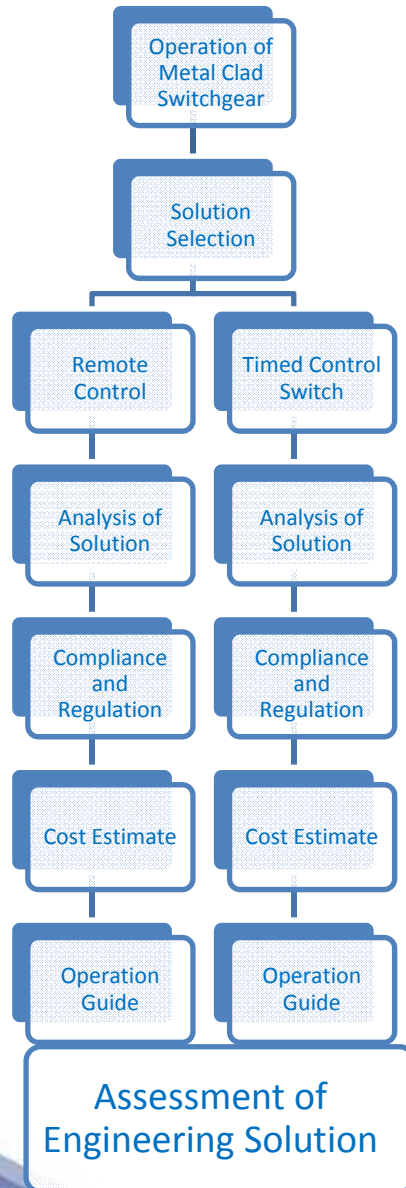 Operation of
Metal Clad
Switchgear
Solution
Selection
Remote
Control
Timed Control
Switch
Analysis of
Solution
Analysis of
Solution
Compliance
and
Regulation
Compliance
and
Regulation
Cost Estimate
Cost Estimate
Operation
Guide
Operation
Guide
Assessment of
Engineering Solution